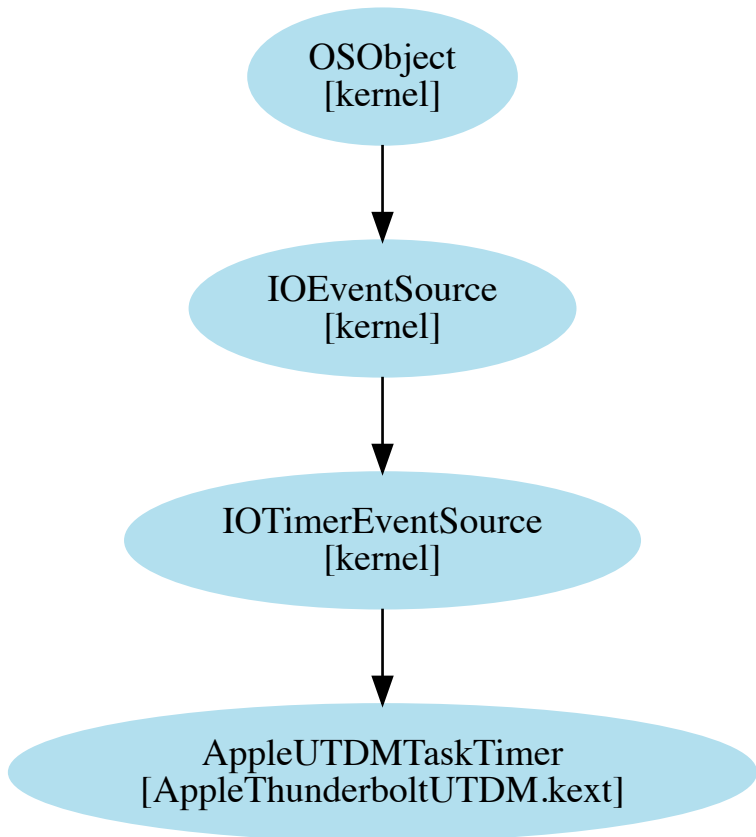 OSObject
[kernel]
IOEventSource
[kernel]
IOTimerEventSource
[kernel]
AppleUTDMTaskTimer
[AppleThunderboltUTDM.kext]